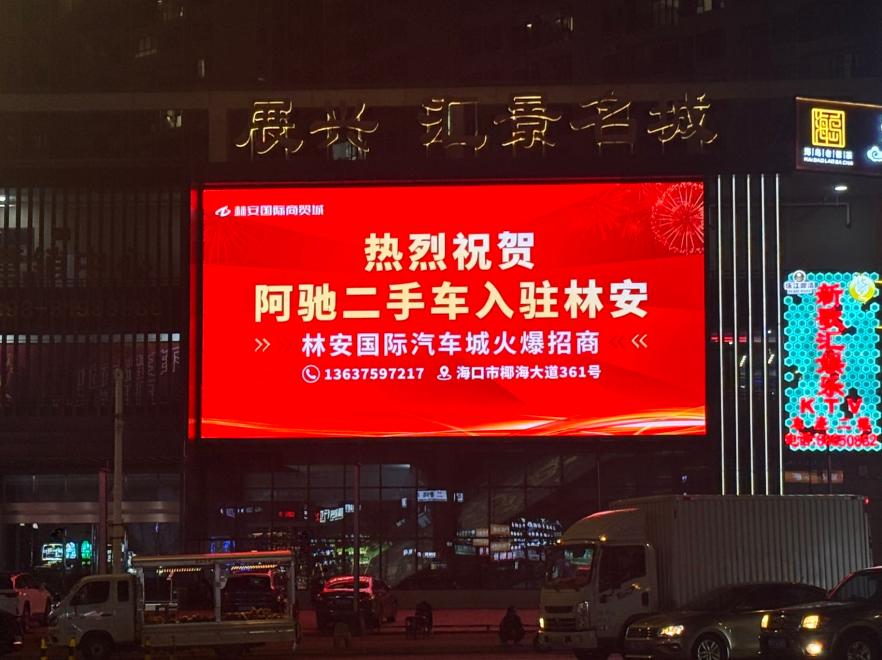 展兴 汇景名城
林安国际商贸城
热烈祝贺
阿驰二手车入驻林安
林安国际汽车城火爆招商
13637597217 海口市椰海大道361号
KTV